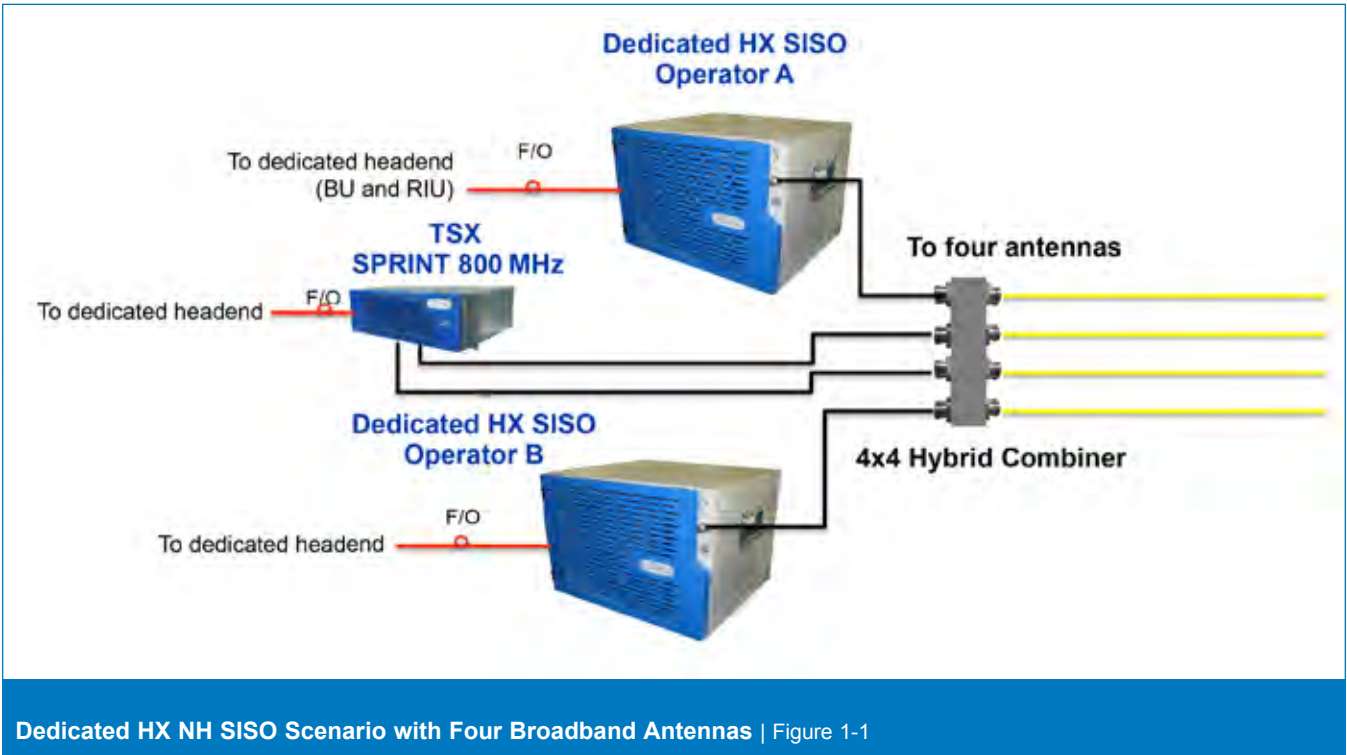 Dedicated HX SISO
Operator A
To dedicated headend
(BU and RIU)
F/O
TSX
SPRINT 800 MHz
To four antennas
To dedicated headend
F/O
Dedicated HX SISO
Operator B
4x4 Hybrid Combiner
F/O
To dedicated headend
Dedicated HX NH SISO Scenario with Four Broadband Antennas | Figure 1-1